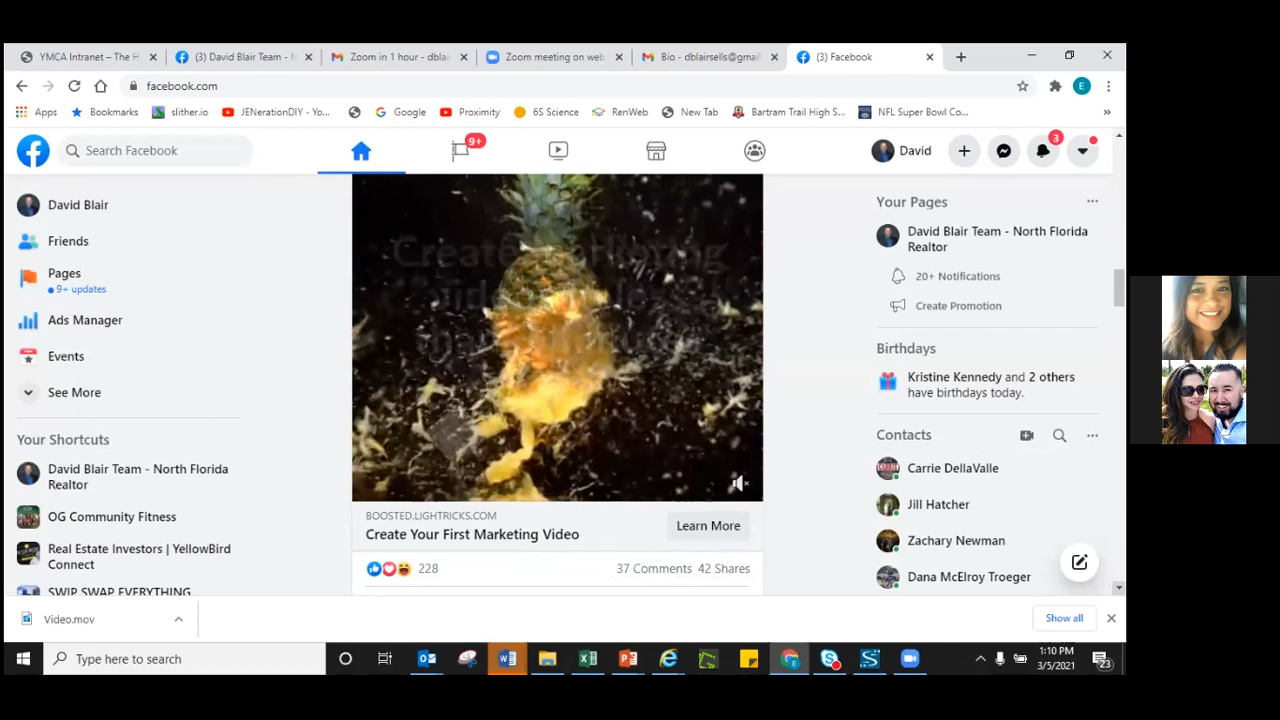 YMCA Intranet – The H
(3) David Blair Team - N
Zoom in 1 hour - dblai
Zoom meeting on web
Bio - dblairsells@gmail
(3) Facebook
facebook.com
E
Apps
Bookmarks
slither.io
JENerationDIY - Yo...
Google
Proximity
6S Science
RenWeb
New Tab
Bartram Trail High S...
NFL Super Bowl Co...
»
Search Facebook
9+
David
3
David Blair
Friends
Pages
9+ updates
Ads Manager
Events
See More
Your Shortcuts
David Blair Team - North Florida
Realtor
OG Community Fitness
Real Estate Investors | YellowBird
Connect
SWIP SWAP EVERYTHING
Create marketing
BOOSTED.LIGHTRICKS.COM
Create Your First Marketing Video
Learn More
228
37 Comments 42 Shares
Your Pages
David Blair Team - North Florida
Realtor
20+ Notifications
Create Promotion
Birthdays
Kristine Kennedy and 2 others
have birthdays today.
Contacts
Carrie DellaValle
Jill Hatcher
Zachary Newman
Dana McElroy Troeger
Video.mov
Show all
Type here to search
1:10 PM
3/5/2021
23